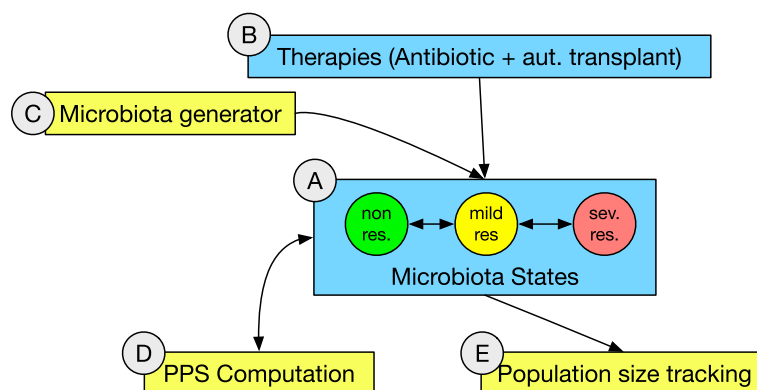 B
Therapies (Antibiotic + aut. transplant)
C
Microbiota generator
A
non
res.
mild
res
sev.
res.
Microbiota States
D
PPS Computation
E
Population size tracking